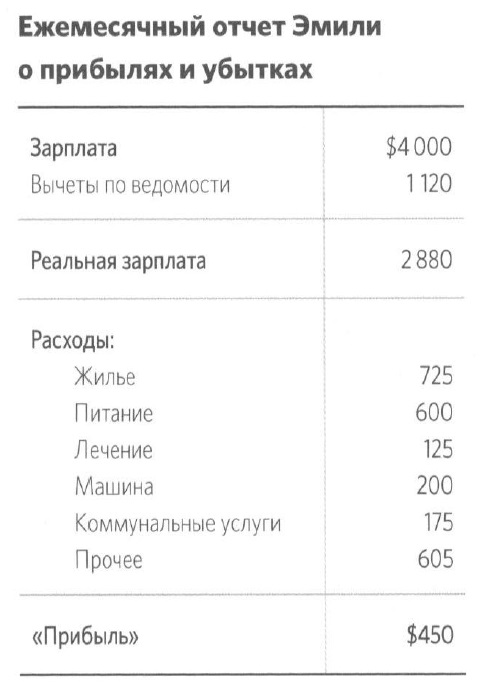 Ежемесячный отчет Эмили
о прибылях и убытках
Зарплата $4 000
Вычеты по ведомости 1 120
Реальная зарплата 2 880
Расходы:
Жилье 725
Питание 600
Лечение 125
Машина 200
Коммунальные услуги 175
Прочее 605
«Прибыль» $450